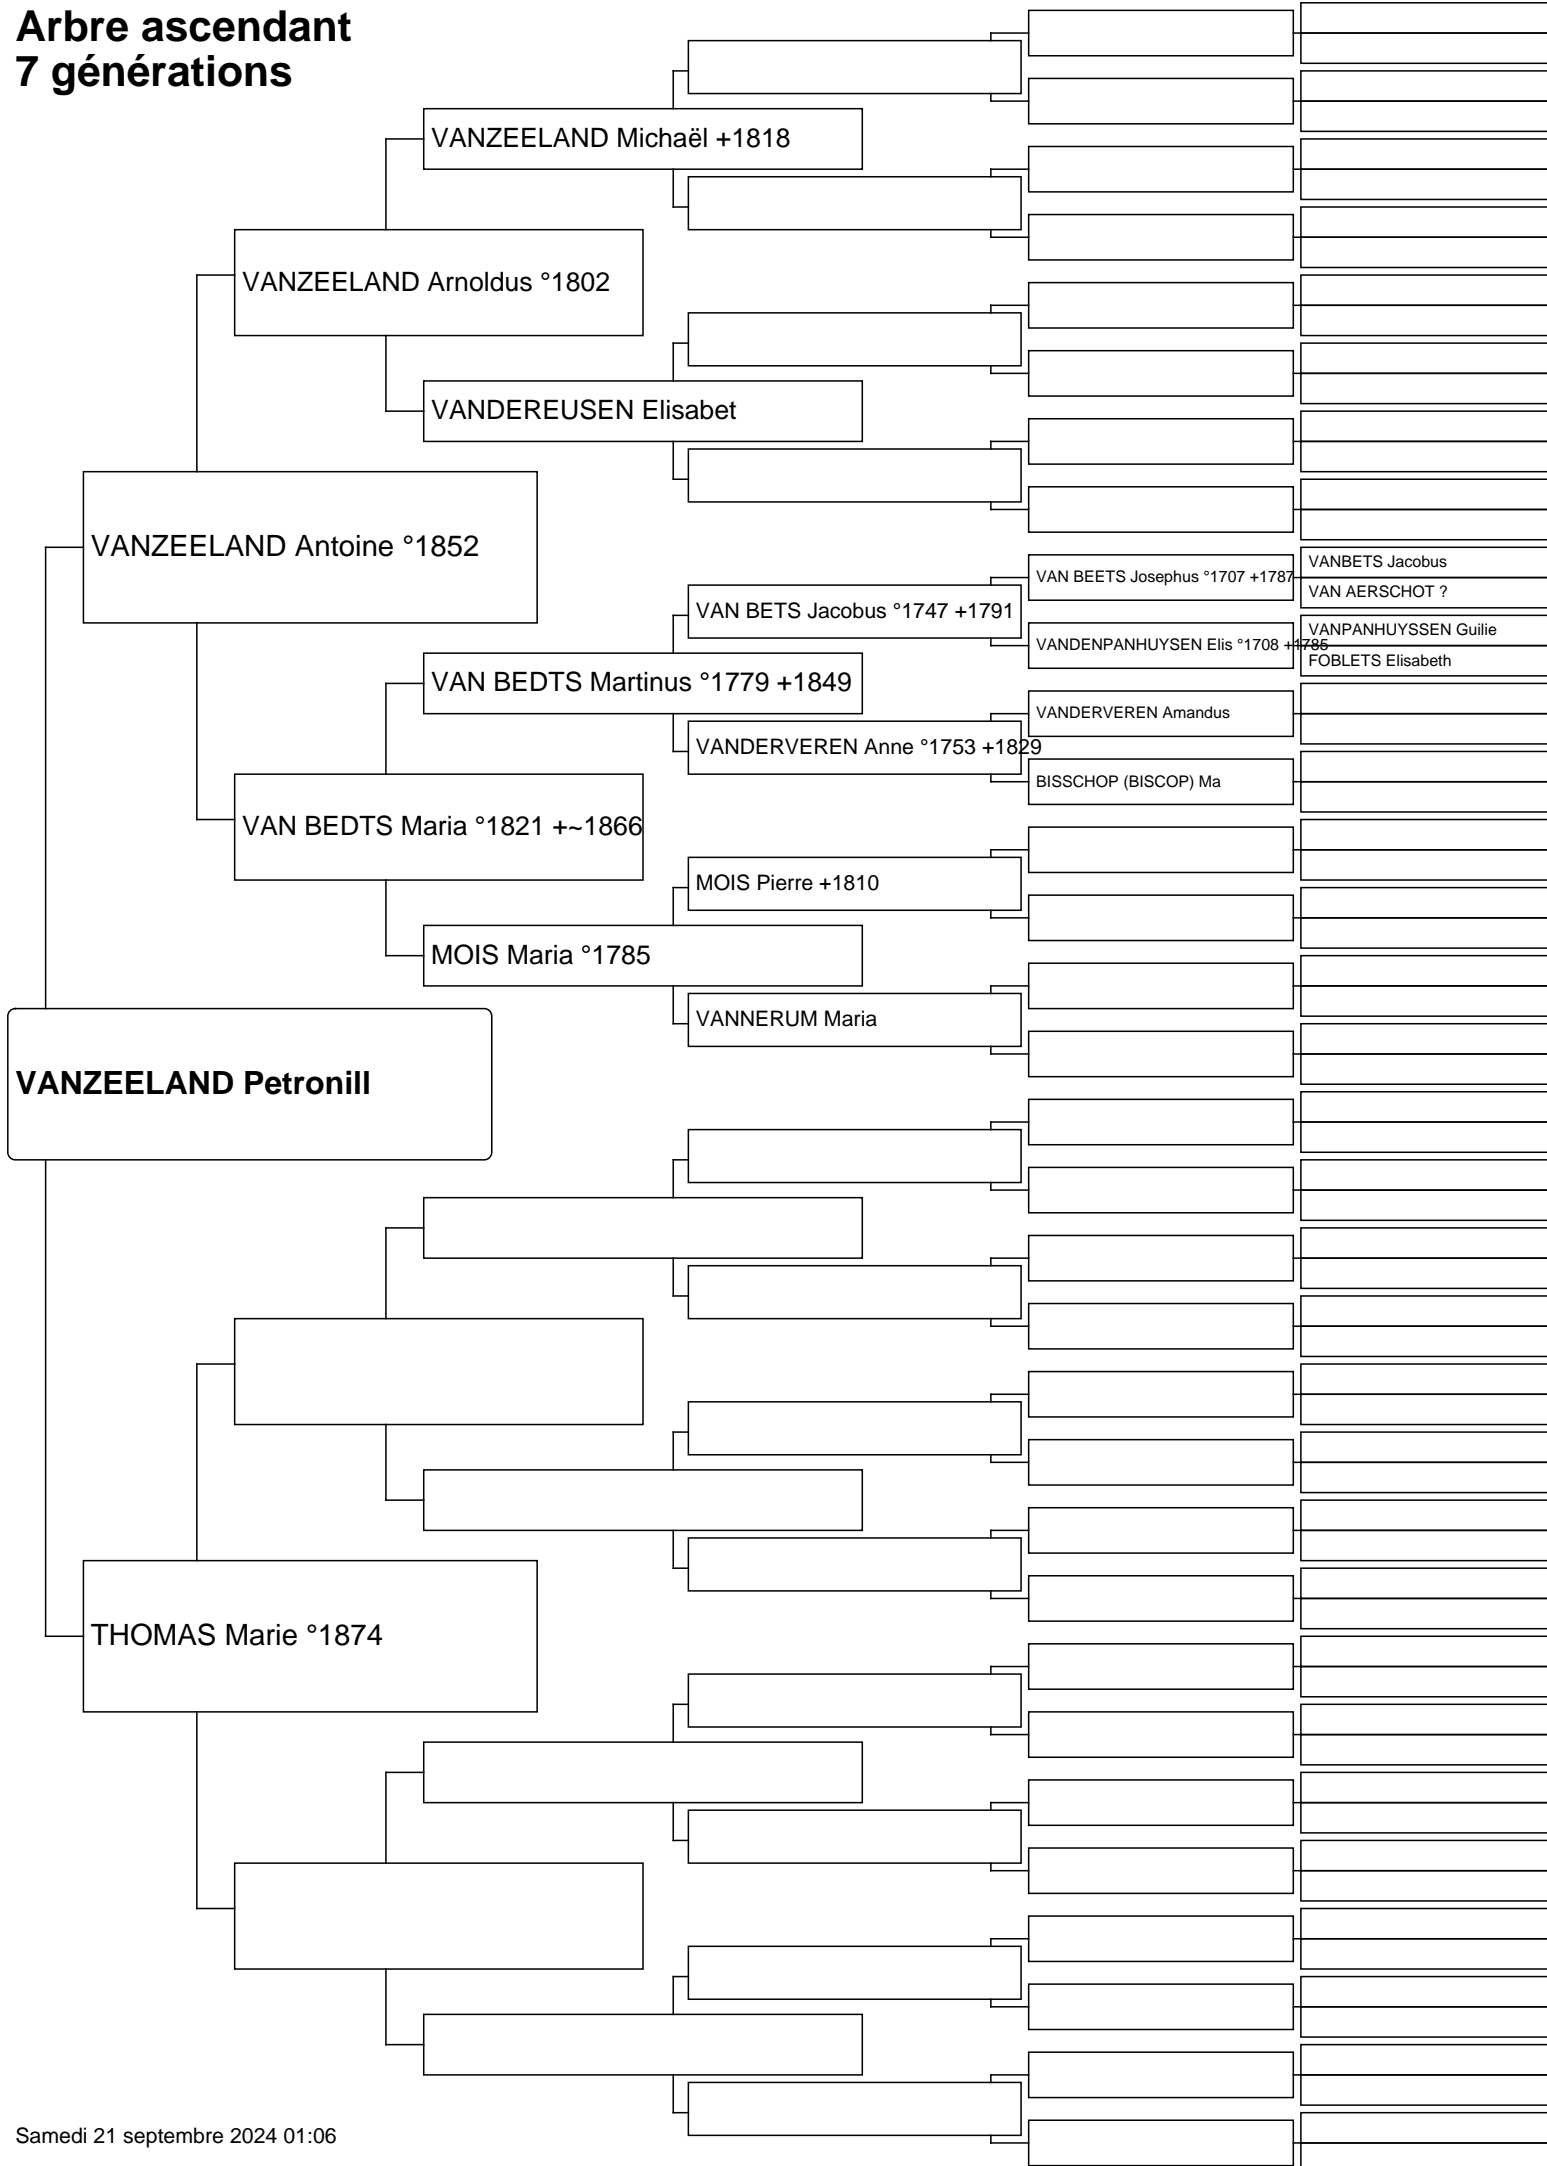 Arbre ascendant
7 générations
VANZEELAND Michaël +1818
VANZEELAND Arnoldus °1802
VANDEREUSEN Elisabet
VANZEELAND Antoine °1852
VANBETS Jacobus
VAN BEETS Josephus °1707 +1787
VAN AERSCHOT ?
VAN BETS Jacobus °1747 +1791
VANPANHUYSSEN Guilie
VANDENPANHUYSEN Elis °1708 +1785
FOBLETS Elisabeth
VAN BEDTS Martinus °1779 +1849
VANDERVEREN Amandus
VANDERVEREN Anne °1753 +1829
BISSCHOP (BISCOP) Ma
VAN BEDTS Maria °1821 +~1866
MOIS Pierre +1810
MOIS Maria °1785
VANNERUM Maria
VANZEELAND Petronill
THOMAS Marie °1874
Samedi 21 septembre 2024 01:06